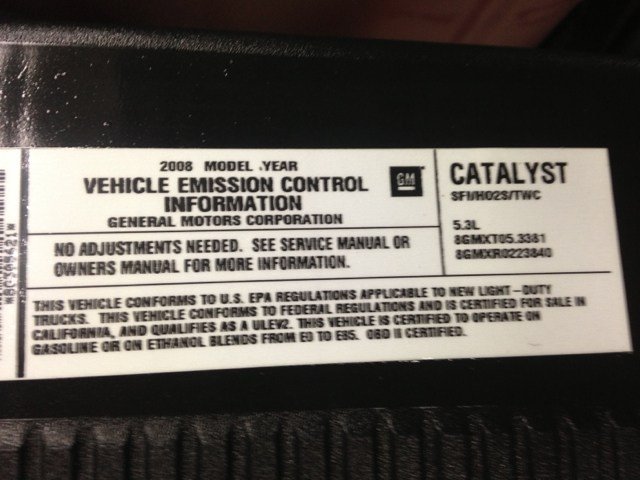 2008 MODEL YEAR
VEHICLE EMISSION CONTROL
INFORMATION
GENERAL MOTORS CORPORATION
GM
CATALYST
SFI/HO2S/TWC
5.3L
8GMXT05.3381
8GMXR0223840
NO ADJUSTMENTS NEEDED. SEE SERVICE MANUAL OR
OWNERS MANUAL FOR MORE INFORMATION.
THIS VEHICLE CONFORMS TO U.S. EPA REGULATIONS APPLICABLE TO NEW LIGHT-DUTY
TRUCKS. THIS VEHICLE CONFORMS TO FEDERAL REGULATIONS AND IS CERTIFIED FOR SALE IN
CALIFORNIA, AND QUALIFIES AS A ULEV2. THIS VEHICLE IS CERTIFIED TO OPERATE ON
GASOLINE OR ON ETHANOL BLENDS FROM E0 TO E85. OBD II CERTIFIED.